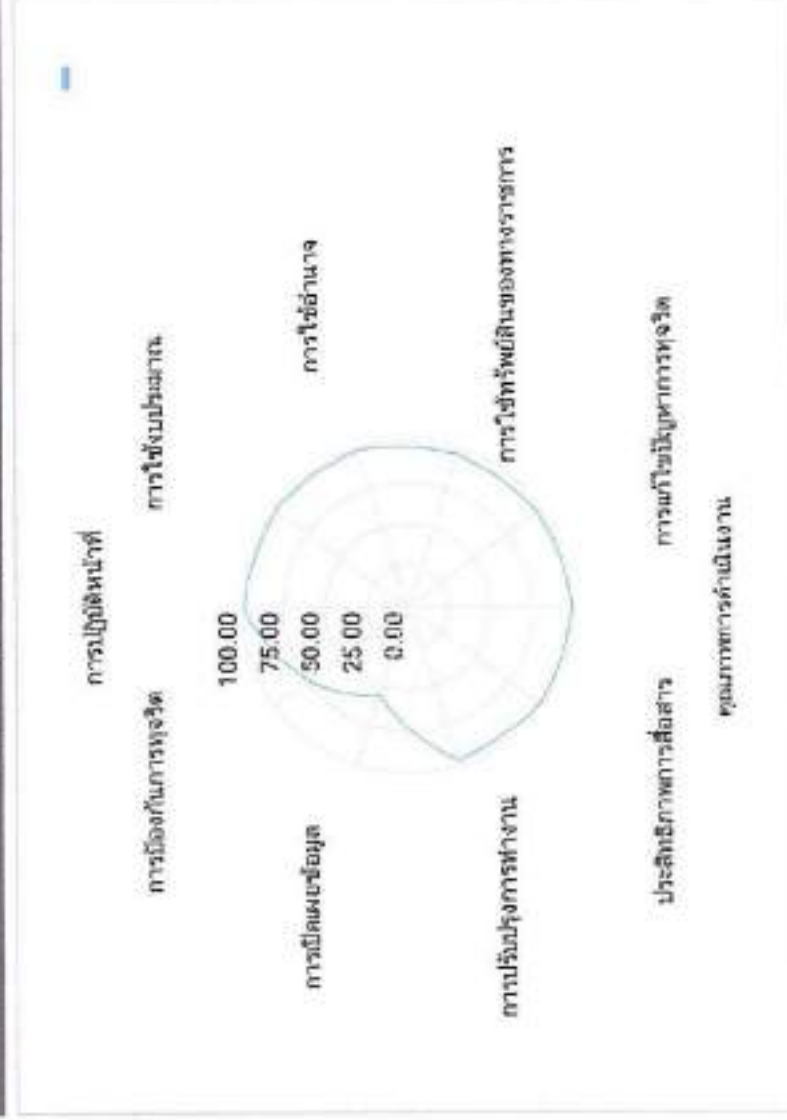 การปฏิบัติหน้าที่
การป้องกันการทุจริต
การใช้งบประมาณ
100.00
75.00
50.00
25.00
0.00
การเปิดเผยข้อมูล
การใช้อำนาจ
การปรับปรุงการทำงาน
การใช้ทรัพย์สินของทางราชการ
ประสิทธิภาพการสื่อสาร
การแก้ไขปัญหาการทุจริต
คุณภาพการดำเนินงาน